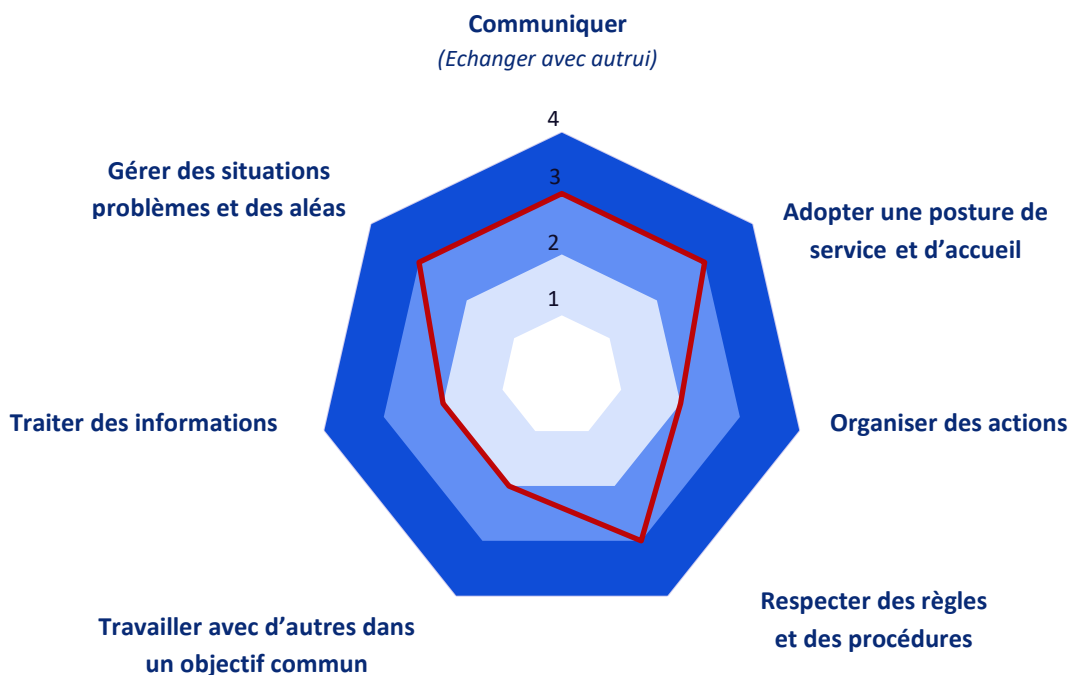 Communiquer
(Echanger avec autrui)
4
Gérer des situations
problèmes et des aléas
3
Adopter une posture de
service et d’accueil
2
1
Traiter des informations
Organiser des actions
Respecter des règles
et des procédures
Travailler avec d’autres dans
un objectif commun